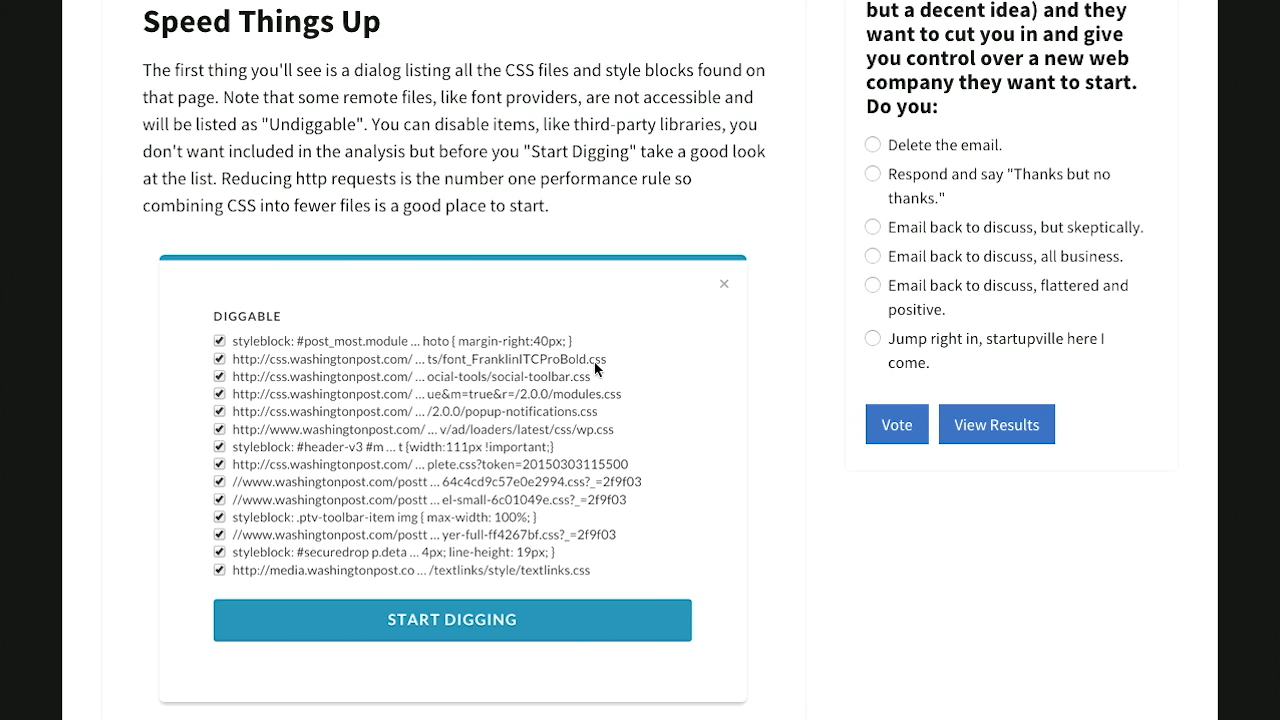 Speed Things Up
The first thing you'll see is a dialog listing all the CSS files and style blocks found on
that page. Note that some remote files, like font providers, are not accessible and
will be listed as "Undiggable". You can disable items, like third-party libraries, you
don't want included in the analysis but before you "Start Digging" take a good look
at the list. Reducing http requests is the number one performance rule so
combining CSS into fewer files is a good place to start.
×
DIGGABLE
styleblock: #post_most.module ... hoto { margin-right:40px; }
http://css.washingtonpost.com/ ... ts/font_FranklinITCProBold.css
http://css.washingtonpost.com/ ... ocial-tools/social-toolbar.css
http://css.washingtonpost.com/ ... ue&m=true&r=/2.0.0/modules.css
http://css.washingtonpost.com/ ... /2.0.0/popup-notifications.css
http://www.washingtonpost.com/ ... v/ad/loaders/latest/css/wp.css
styleblock: #header-v3 #m ... t {width:111px !important;}
http://css.washingtonpost.com/ ... plete.css?token=20150303115500
//www.washingtonpost.com/postt ... 64c4cd9c57e0e2994.css?_=2f9f03
//www.washingtonpost.com/postt ... el-small-6c01049e.css?_=2f9f03
styleblock: .ptv-toolbar-item img { max-width: 100%; }
//www.washingtonpost.com/postt ... yer-full-ff4267bf.css?_=2f9f03
styleblock: #securedrop p.deta ... 4px; line-height: 19px; }
http://media.washingtonpost.co ... /textlinks/style/textlinks.css
START DIGGING
but a decent idea) and they
want to cut you in and give
you control over a new web
company they want to start.
Do you:
Delete the email.
Respond and say "Thanks but no
thanks."
Email back to discuss, but skeptically.
Email back to discuss, all business.
Email back to discuss, flattered and
positive.
Jump right in, startupville here I
come.
Vote
View Results